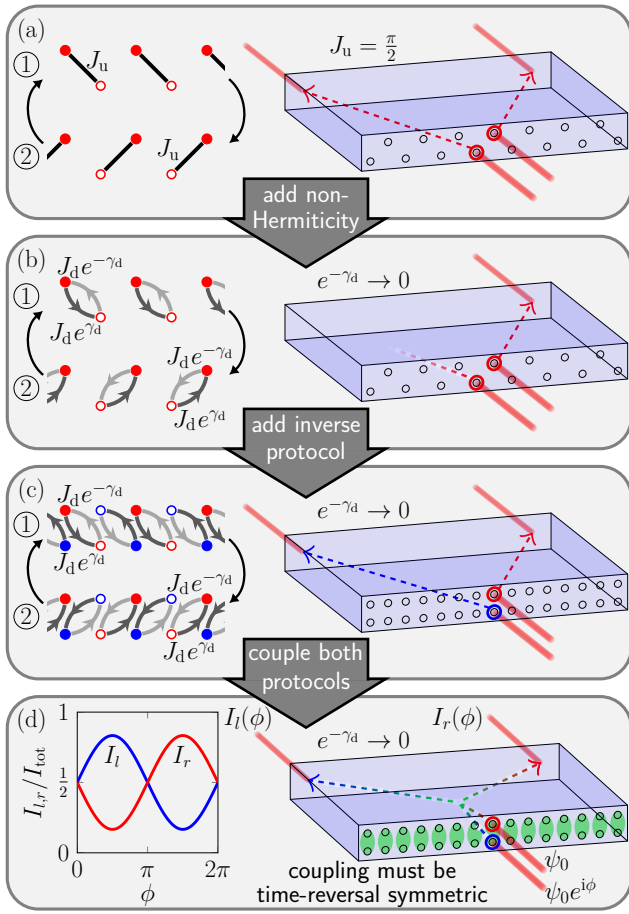 (a)
① J_u
② J_u
J_u = π/2
add non-
Hermiticity
(b)
J_d e^{-γ_d}
①
J_d e^{γ_d}
J_d e^{-γ_d}
②
J_d e^{γ_d}
e^{-γ_d} → 0
add inverse
protocol
(c)
J_d e^{-γ_d}
①
J_d e^{γ_d}
J_d e^{-γ_d}
②
J_d e^{γ_d}
e^{-γ_d} → 0
couple both
protocols
(d)
I_{l,r}/I_tot
1
1/2
0
I_l I_r
0 π 2π
ϕ
I_l(ϕ)
I_r(ϕ)
e^{-γ_d} → 0
ψ_0
ψ_0 e^{iϕ}
coupling must be
time-reversal symmetric